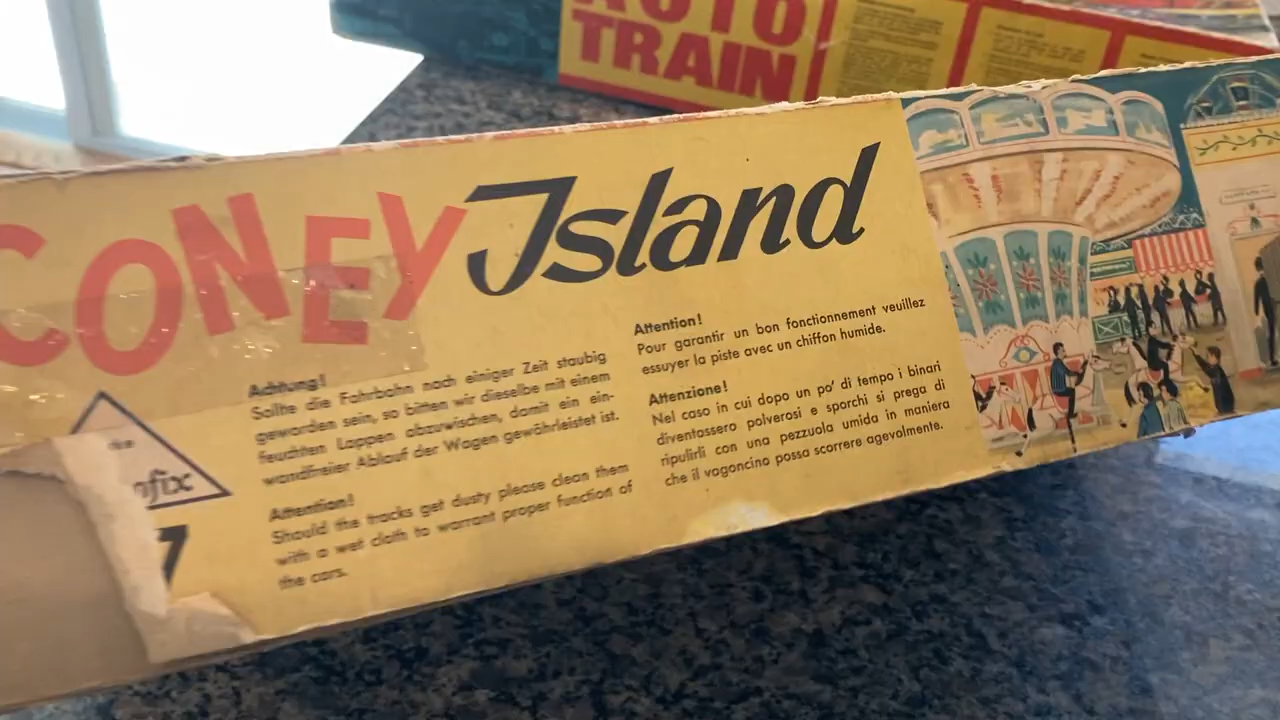 AUTO
TRAIN
CONEY Island
Achtung!
Sollte die Fahrbahn nach einiger Zeit staubig
geworden sein, so bitten wir dieselbe mit einem
feuchten Lappen abzuwischen, damit ein ein-
wandfreier Ablauf der Wagen gewährleistet ist.
Attention!
Should the tracks get dusty please clean them
with a wet cloth to warrant proper function of
the cars.
Attention!
Pour garantir un bon fonctionnement veuillez
essuyer la piste avec un chiffon humide.
Attenzione!
Nel caso in cui dopo un po' di tempo i binari
diventassero polverosi e sporchi si prega di
ripulirli con una pezzuola umida in maniera
che il vagoncino possa scorrere agevolmente.
nfix
7